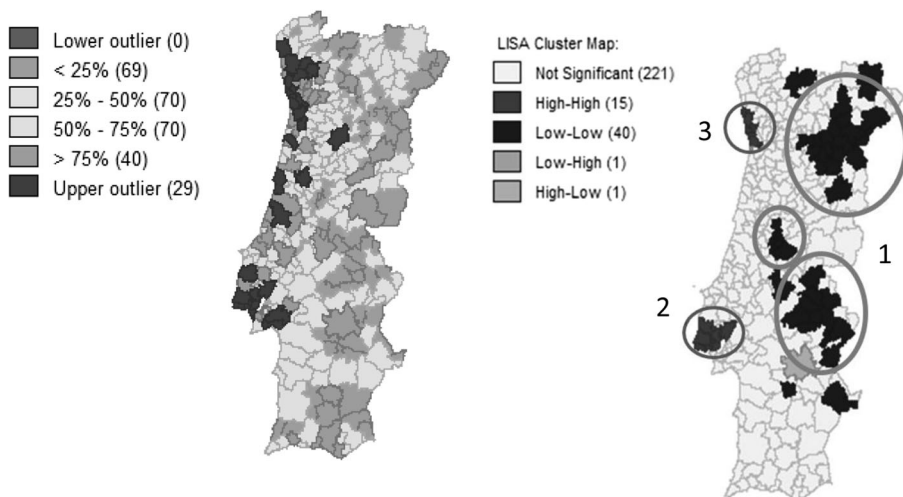 Lower outlier (0)
< 25% (69)
25% - 50% (70)
50% - 75% (70)
> 75% (40)
Upper outlier (29)
LISA Cluster Map:
Not Significant (221)
High-High (15)
Low-Low (40)
Low-High (1)
High-Low (1)
3
1
2